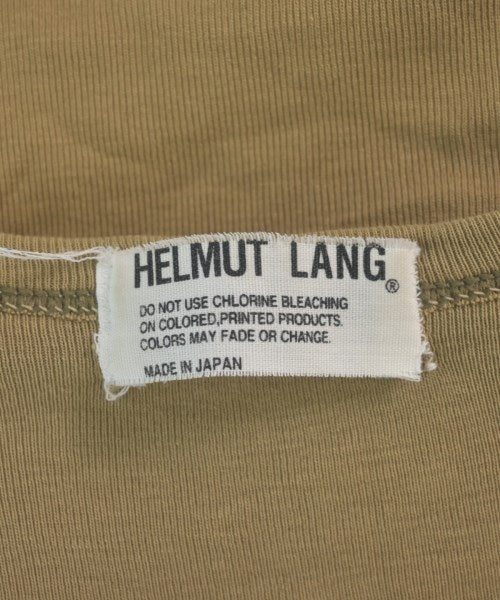 HELMUT LANG®
DO NOT USE CHLORINE BLEACHING
ON COLORED,PRINTED PRODUCTS.
COLORS MAY FADE OR CHANGE.
MADE IN JAPAN